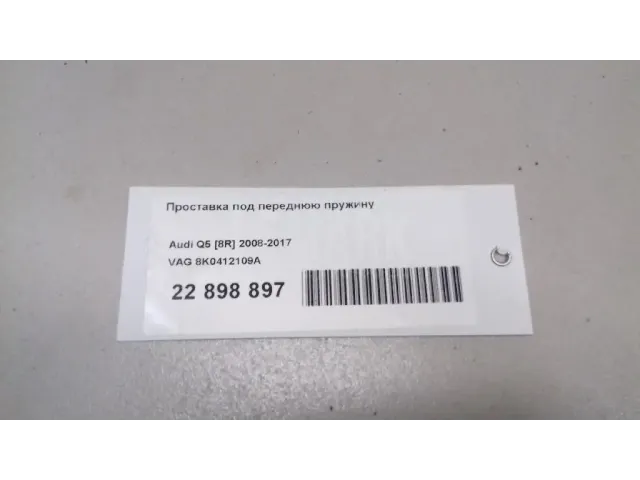 Проставка под переднюю пружину
Audi Q5 [8R] 2008-2017
VAG 8K0412109A
22 898 897